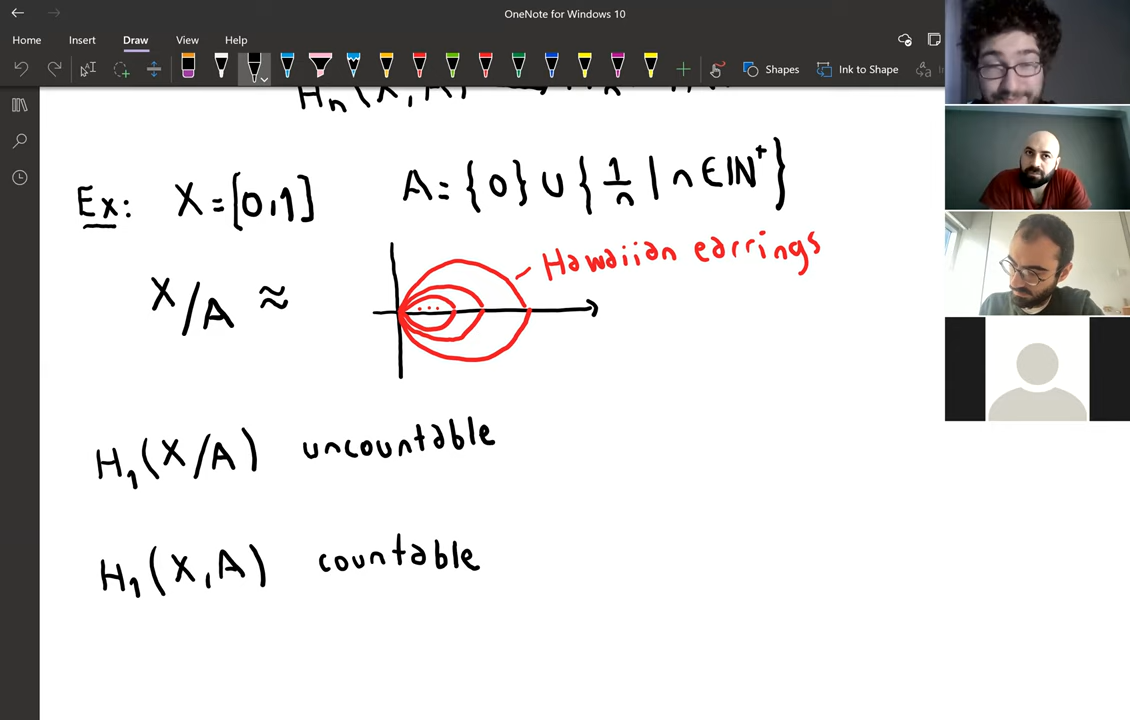 OneNote for Windows 10
Home Insert Draw View Help
Shapes Ink to Shape
Hn(X,A)
Ex: X=[0,1] A={0}∪{1/n | n∈ℕ⁺}
X/A ≈ Hawaiian earrings
H₁(X/A) uncountable
H₁(X,A) countable